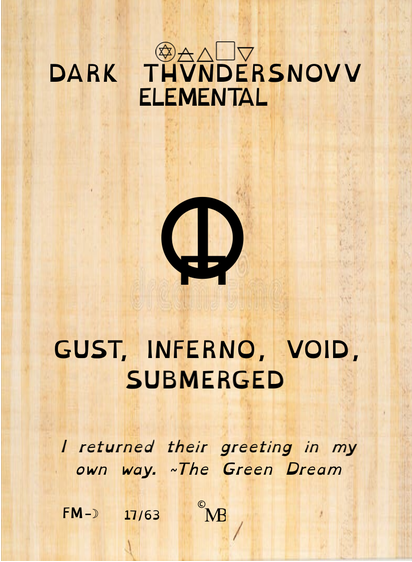 DARK THVNDERSNOVV
ELEMENTAL
GUST, INFERNO, VOID,
SUBMERGED
I returned their greeting in my
own way. ~The Green Dream
FM-☽ 17/63 © MB